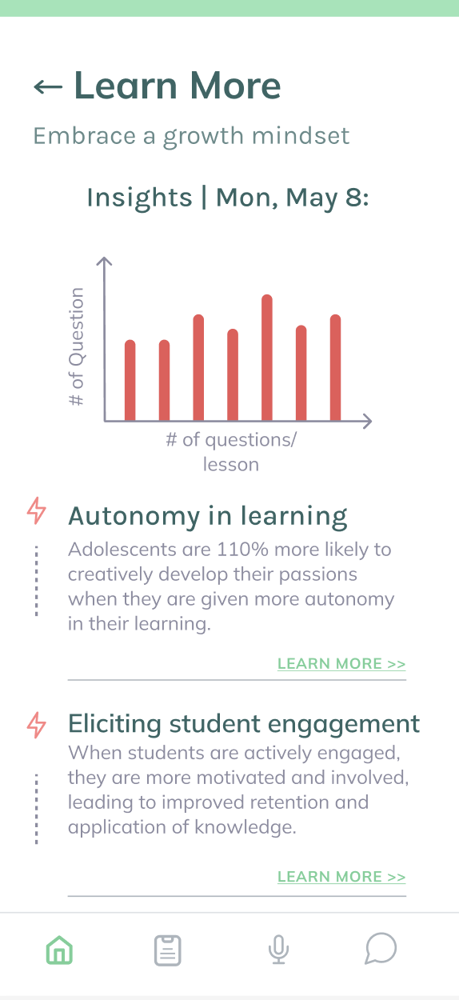 ← Learn More
Embrace a growth mindset
Insights | Mon, May 8:
# of Question
# of questions/
lesson
Autonomy in learning
Adolescents are 110% more likely to
creatively develop their passions
when they are given more autonomy
in their learning.
LEARN MORE >>
Eliciting student engagement
When students are actively engaged,
they are more motivated and involved,
leading to improved retention and
application of knowledge.
LEARN MORE >>